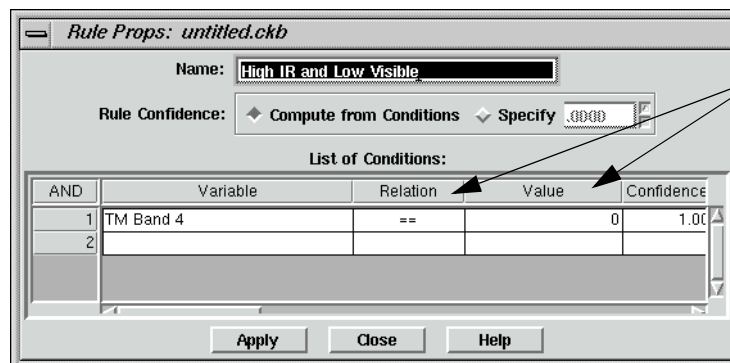 Rule Props: untitled.ckb
Name: High IR and Low Visible
Rule Confidence: Compute from Conditions Specify .0000
List of Conditions:
AND Variable Relation Value Confidence
1 TM Band 4 == 0 1.00
2
Apply Close Help